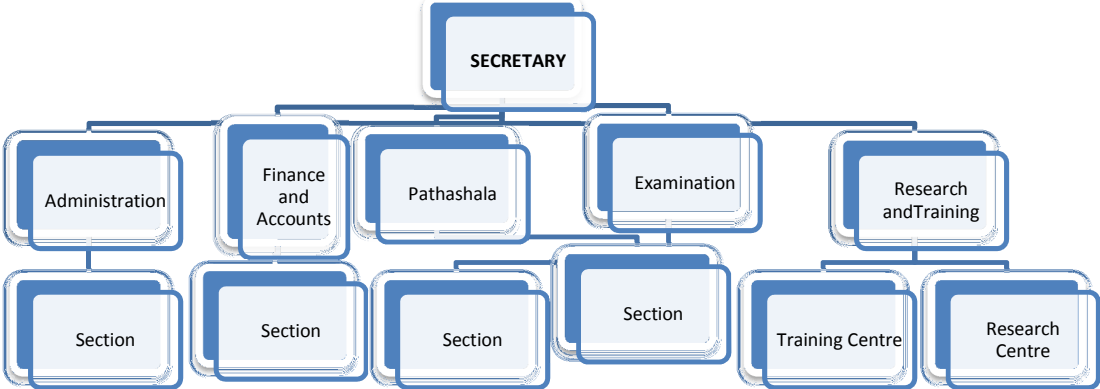 SECRETARY
Administration
Finance
and
Accounts
Pathashala
Examination
Research
andTraining
Section
Section
Section
Section
Training Centre
Research
Centre